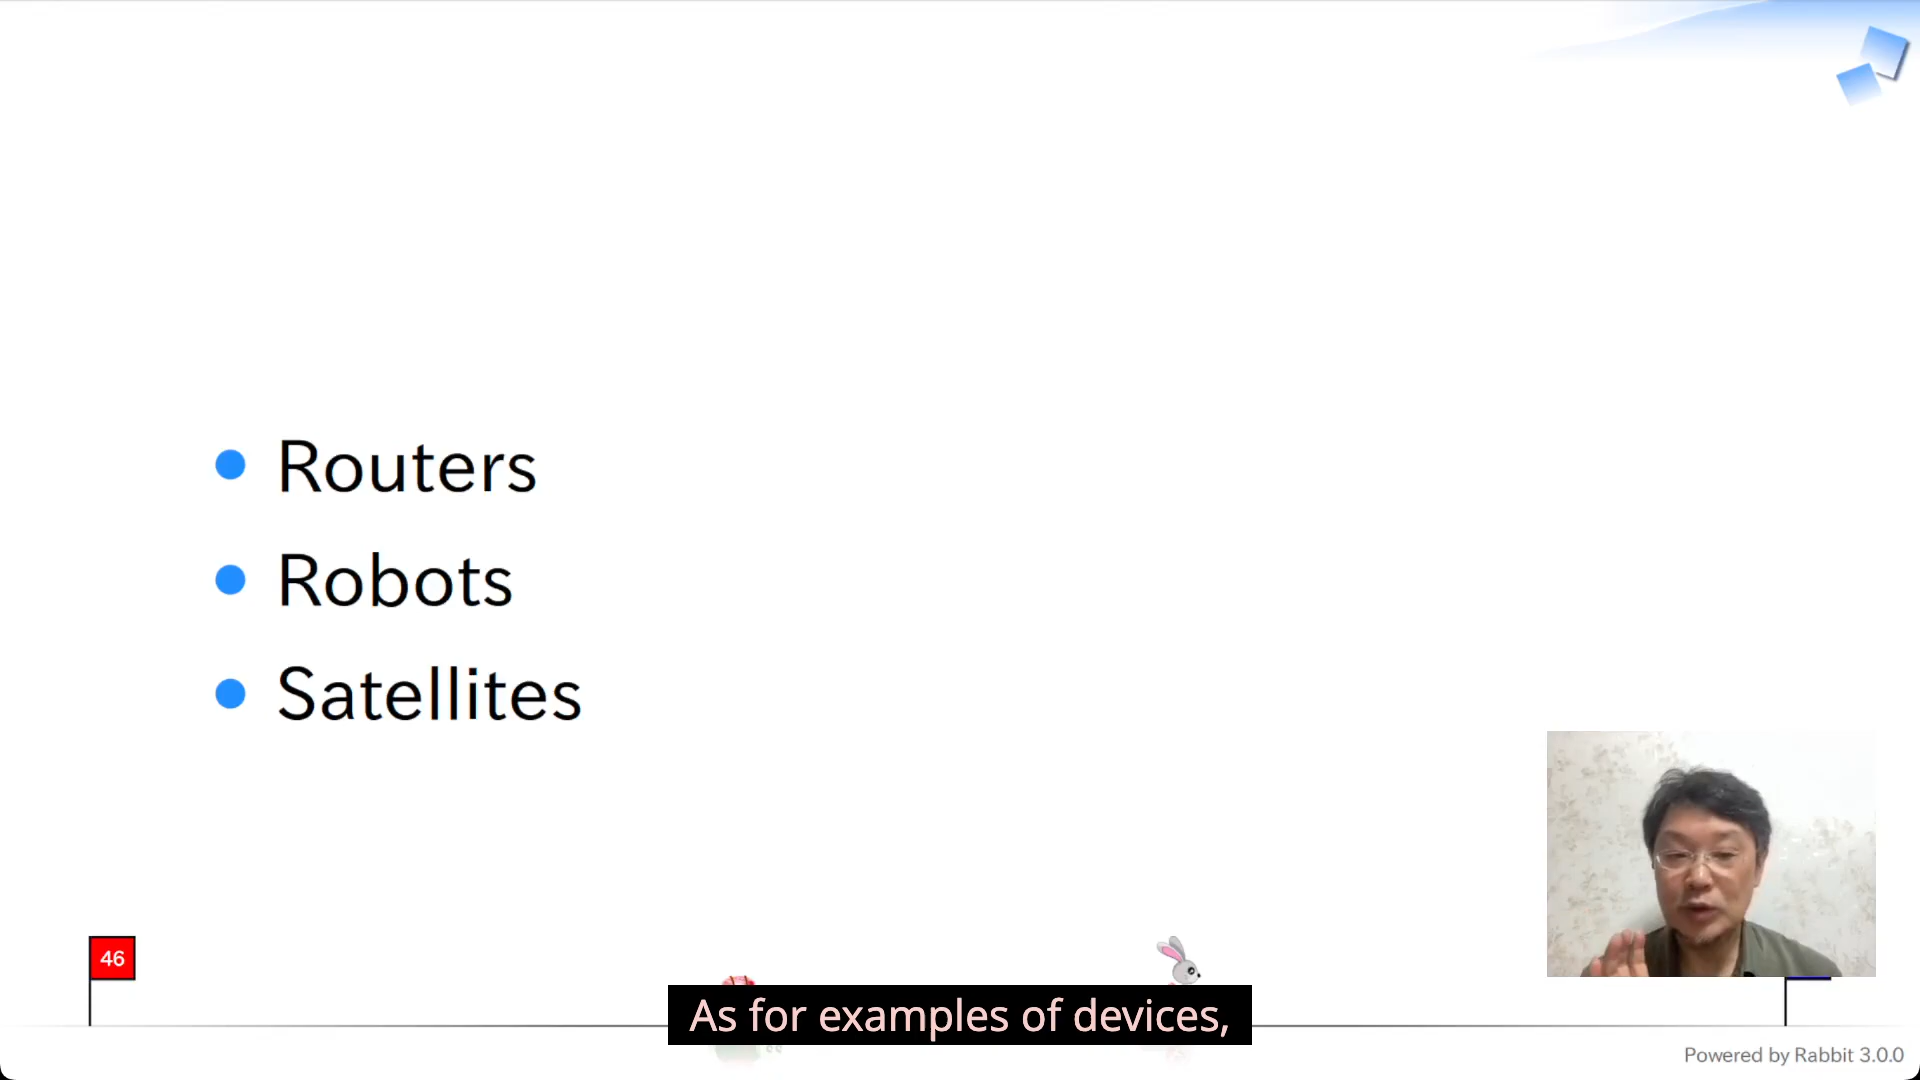 Routers
Robots
Satellites
46
As for examples of devices,
Powered by Rabbit 3.0.0